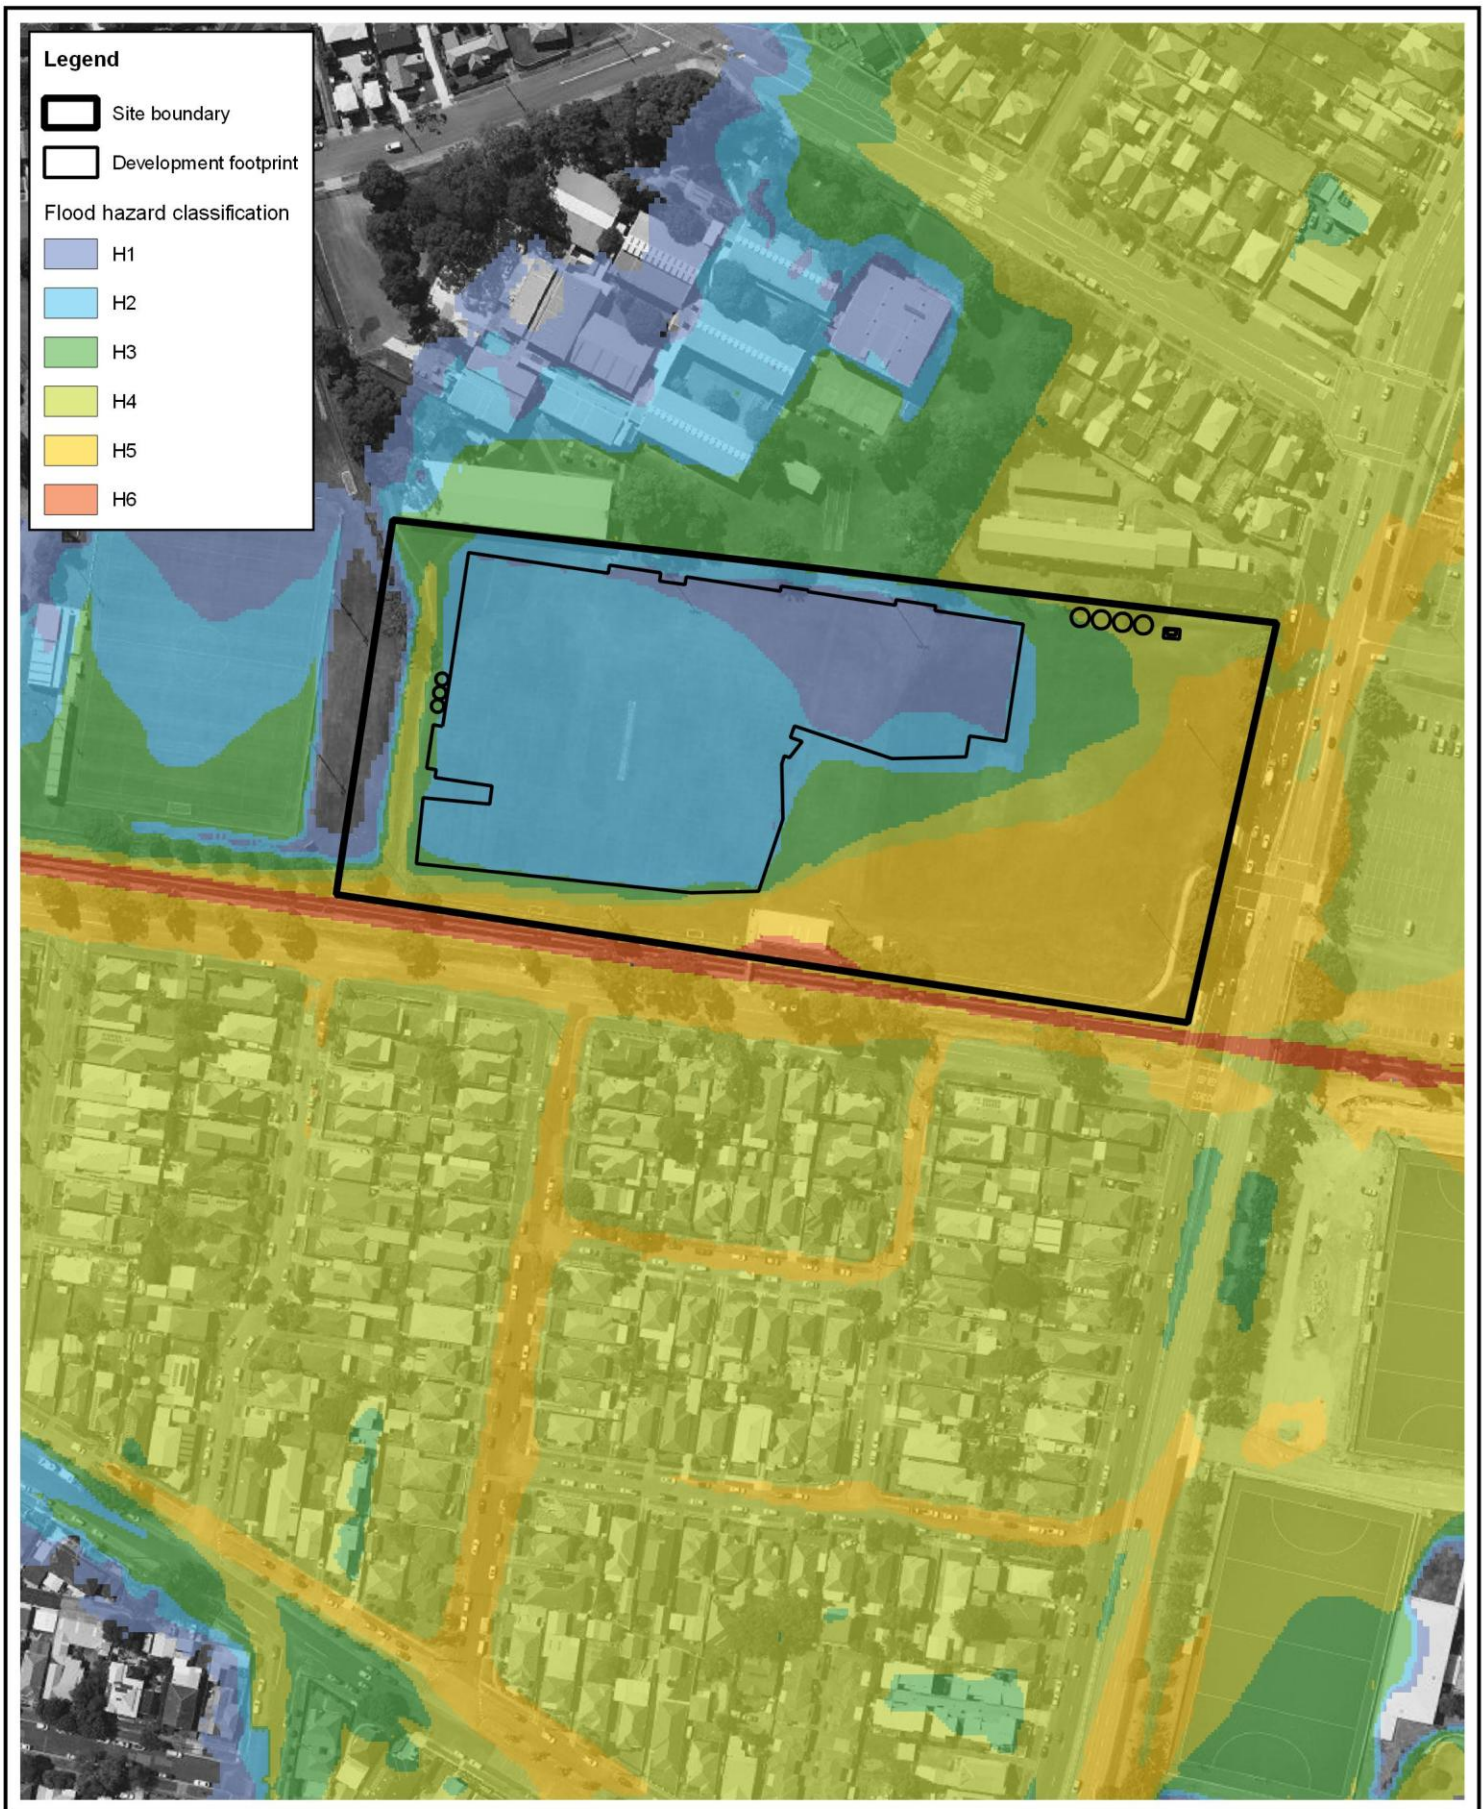 Legend
Site boundary
Development footprint
Flood hazard classification
H1
H2
H3
H4
H5
H6